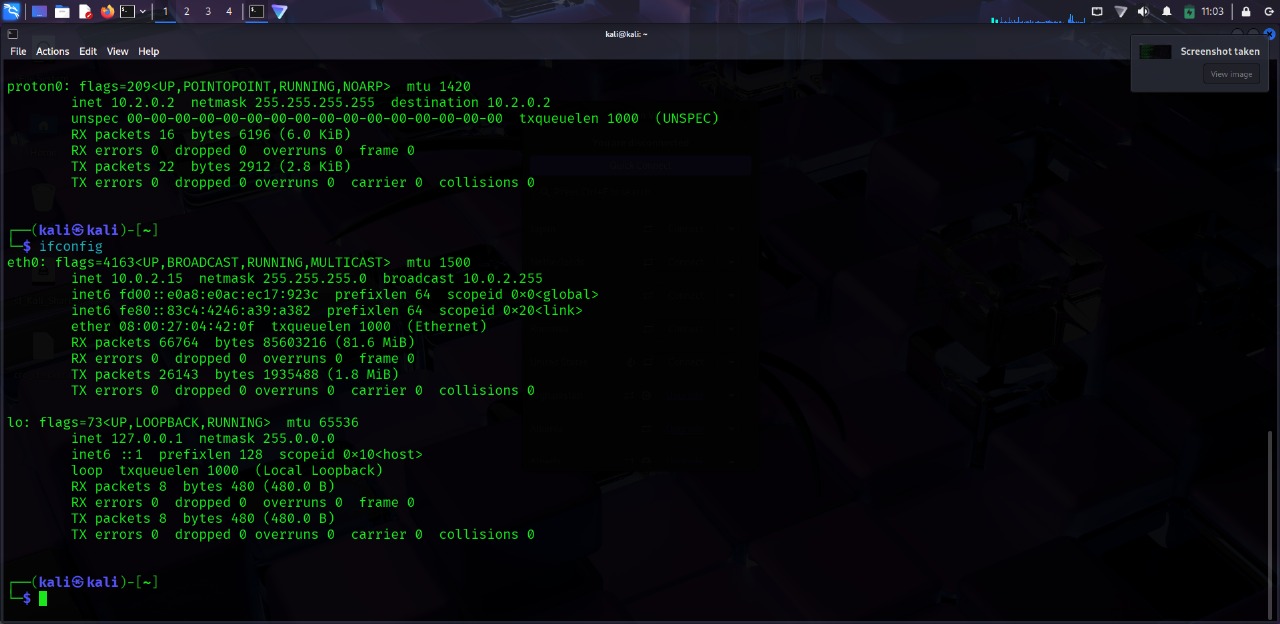 1 2 3 4 11:03
kali@kali: ~
File Actions Edit View Help
Screenshot taken
View image
proton0: flags=209<UP,POINTOPOINT,RUNNING,NOARP>  mtu 1420
        inet 10.2.0.2  netmask 255.255.255.255  destination 10.2.0.2
        unspec 00-00-00-00-00-00-00-00-00-00-00-00-00-00-00-00  txqueuelen 1000  (UNSPEC)
        RX packets 16  bytes 6196 (6.0 KiB)
        RX errors 0  dropped 0  overruns 0  frame 0
        TX packets 22  bytes 2912 (2.8 KiB)
        TX errors 0  dropped 0 overruns 0  carrier 0  collisions 0
┌──(kali㉿kali)-[~]
└─$ ifconfig
eth0: flags=4163<UP,BROADCAST,RUNNING,MULTICAST>  mtu 1500
        inet 10.0.2.15  netmask 255.255.255.0  broadcast 10.0.2.255
        inet6 fd00::e0a8:e0ac:ec17:923c  prefixlen 64  scopeid 0x0<global>
        inet6 fe80::83c4:4246:a39:a382  prefixlen 64  scopeid 0x20<link>
        ether 08:00:27:04:42:0f  txqueuelen 1000  (Ethernet)
        RX packets 66764  bytes 85603216 (81.6 MiB)
        RX errors 0  dropped 0  overruns 0  frame 0
        TX packets 26143  bytes 1935488 (1.8 MiB)
        TX errors 0  dropped 0 overruns 0  carrier 0  collisions 0
lo: flags=73<UP,LOOPBACK,RUNNING>  mtu 65536
        inet 127.0.0.1  netmask 255.0.0.0
        inet6 ::1  prefixlen 128  scopeid 0x10<host>
        loop  txqueuelen 1000  (Local Loopback)
        RX packets 8  bytes 480 (480.0 B)
        RX errors 0  dropped 0  overruns 0  frame 0
        TX packets 8  bytes 480 (480.0 B)
        TX errors 0  dropped 0 overruns 0  carrier 0  collisions 0
┌──(kali㉿kali)-[~]
└─$